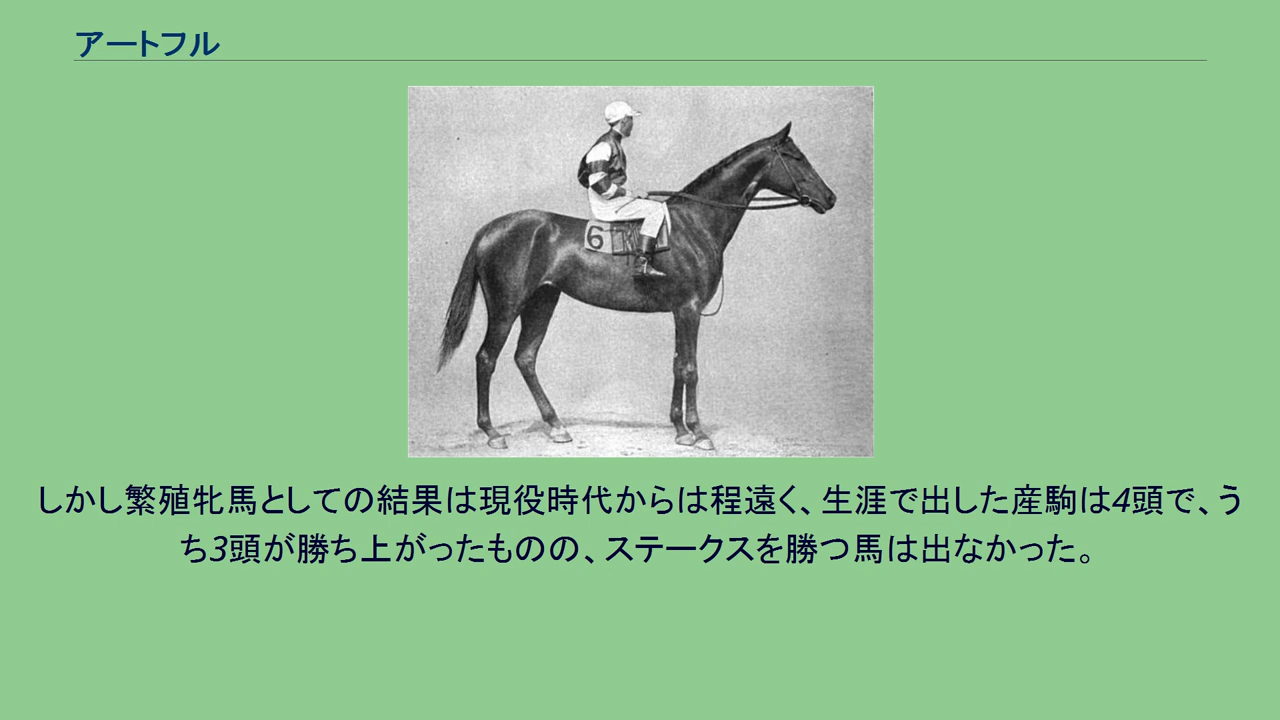 アートフル
6
しかし繁殖牝馬としての結果は現役時代からは程遠く、生涯で出した産駒は4頭で、う
ち3頭が勝ち上がったものの、ステークスを勝つ馬は出なかった。